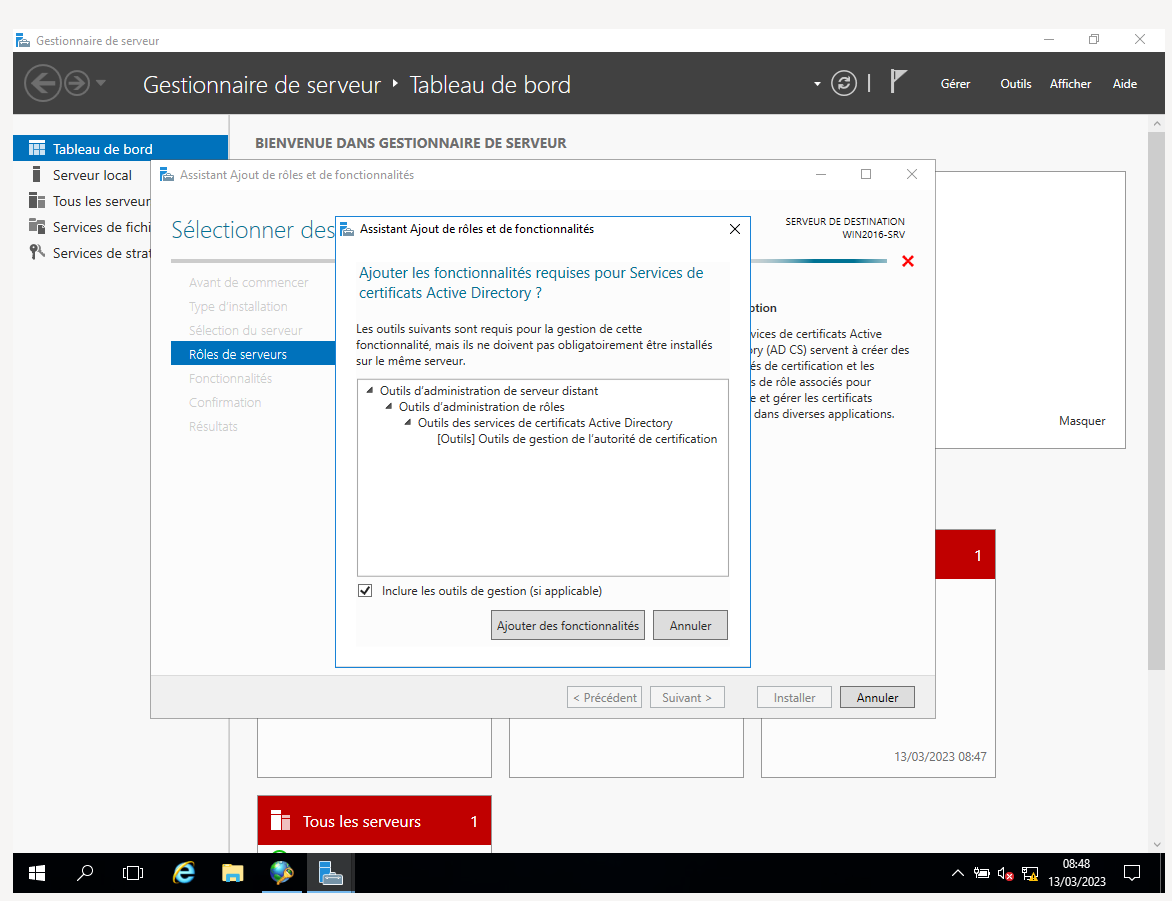 Gestionnaire de serveur
Gestionnaire de serveur ‣ Tableau de bord
Gérer Outils Afficher Aide
Tableau de bord
Serveur local
Tous les serveur
Services de fichi
Services de strat
BIENVENUE DANS GESTIONNAIRE DE SERVEUR
Assistant Ajout de rôles et de fonctionnalités
Sélectionner des
SERVEUR DE DESTINATION
WIN2016-SRV
Avant de commencer
Type d'installation
Sélection du serveur
Rôles de serveurs
Fonctionnalités
Confirmation
Résultats
Assistant Ajout de rôles et de fonctionnalités
Ajouter les fonctionnalités requises pour Services de
certificats Active Directory ?
Les outils suivants sont requis pour la gestion de cette
fonctionnalité, mais ils ne doivent pas obligatoirement être installés
sur le même serveur.
Outils d'administration de serveur distant
Outils d'administration de rôles
Outils des services de certificats Active Directory
[Outils] Outils de gestion de l'autorité de certification
Inclure les outils de gestion (si applicable)
Ajouter des fonctionnalités Annuler
ption
vices de certificats Active
ry (AD CS) servent à créer des
és de certification et les
s de rôle associés pour
e et gérer les certificats
dans diverses applications.
Masquer
< Précédent Suivant > Installer Annuler
1
13/03/2023 08:47
Tous les serveurs 1
08:48
13/03/2023